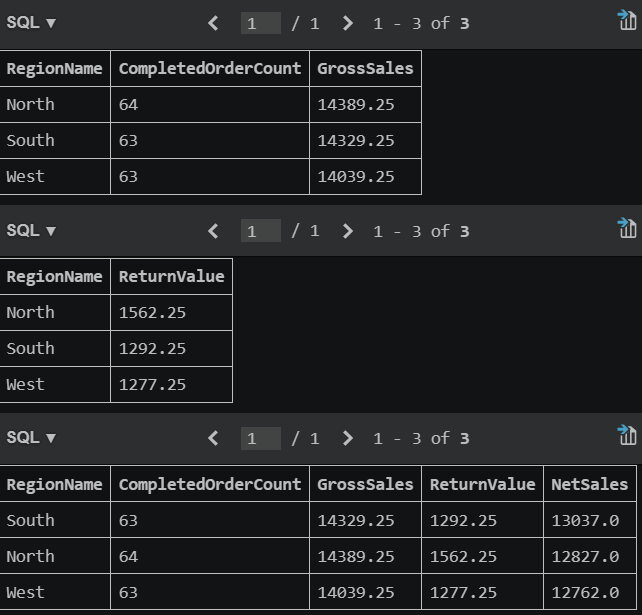 SQL ▼ 1 / 1 1 - 3 of 3
RegionName CompletedOrderCount GrossSales
North 64 14389.25
South 63 14329.25
West 63 14039.25
SQL ▼ 1 / 1 1 - 3 of 3
RegionName ReturnValue
North 1562.25
South 1292.25
West 1277.25
SQL ▼ 1 / 1 1 - 3 of 3
RegionName CompletedOrderCount GrossSales ReturnValue NetSales
South 63 14329.25 1292.25 13037.0
North 64 14389.25 1562.25 12827.0
West 63 14039.25 1277.25 12762.0